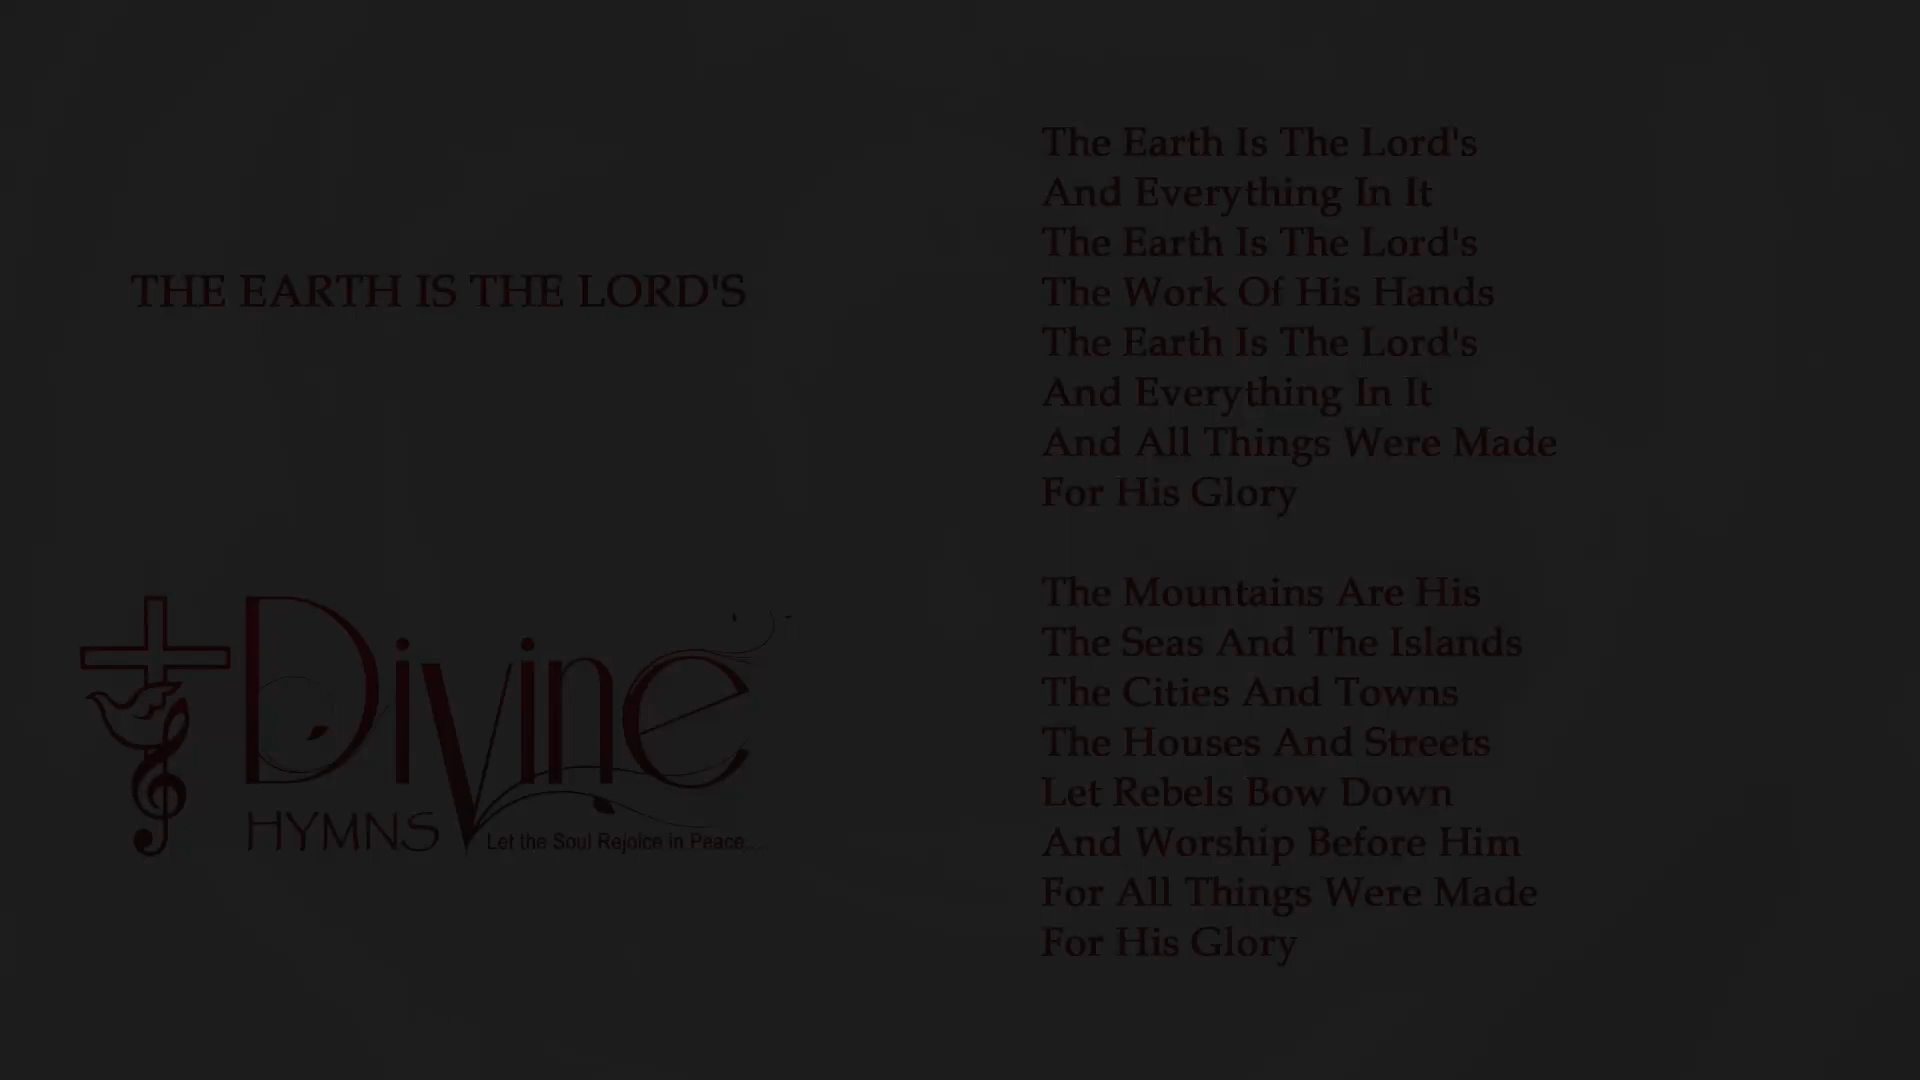 THE EARTH IS THE LORD'S
Divine
HYMNS
Let the Soul Rejoice in Peace...
The Earth Is The Lord's
And Everything In It
The Earth Is The Lord's
The Work Of His Hands
The Earth Is The Lord's
And Everything In It
And All Things Were Made
For His Glory
The Mountains Are His
The Seas And The Islands
The Cities And Towns
The Houses And Streets
Let Rebels Bow Down
And Worship Before Him
For All Things Were Made
For His Glory